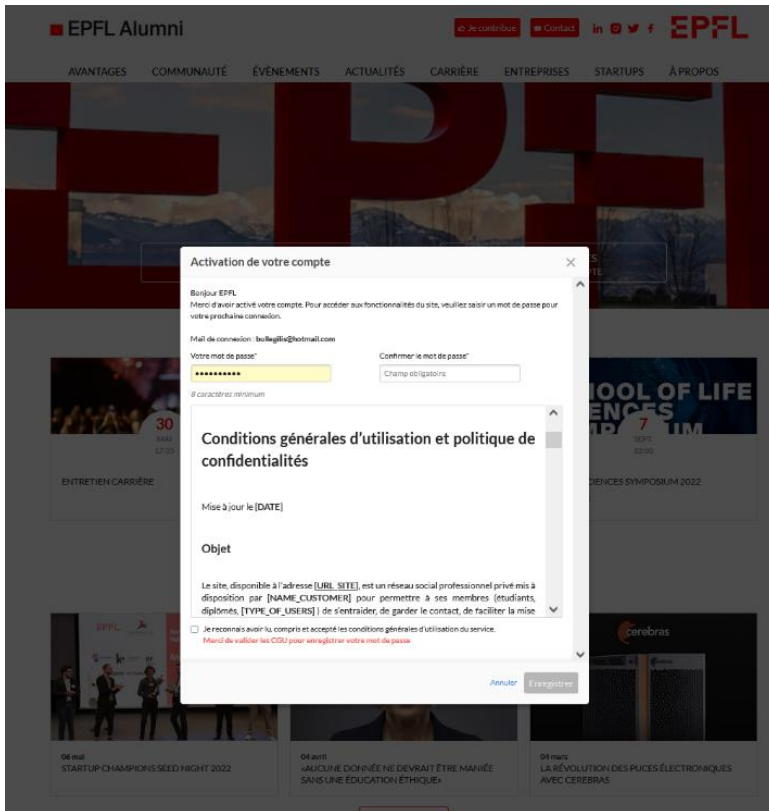 EPFL Alumni
Je contribue
Contact
EPFL
AVANTAGES COMMUNAUTÉ ÉVÈNEMENTS ACTUALITÉS CARRIÈRE ENTREPRISES STARTUPS À PROPOS
Activation de votre compte
Bonjour EPFL
Merci d'avoir activé votre compte. Pour accéder aux fonctionnalités du site, veuillez saisir un mot de passe pour
votre prochaine connexion.
Mail de connexion : bullegilis@hotmail.com
Votre mot de passe* Confirmer le mot de passe*
Champ obligatoire
8 caractères minimum
Conditions générales d'utilisation et politique de
confidentialités
Mise à jour le [DATE]
Objet
Le site, disponible à l'adresse [URL_SITE], est un réseau social professionnel privé mis à
disposition par [NAME_CUSTOMER] pour permettre à ses membres (étudiants,
diplômés, [TYPE_OF_USERS] ) de s'entraider, de garder le contact, de faciliter la mise
Je reconnais avoir lu, compris et accepté les conditions générales d'utilisation du service.
Merci de valider les CGU pour enregistrer votre mot de passe
Annuler Enregistrer
30
MAI
ENTRETIEN CARRIÈRE
OOL OF LIFE
7
SEPT.
CIENCES SYMPOSIUM 2022
EPFL
cerebras
06 mai
STARTUP CHAMPIONS SEED NIGHT 2022
04 avril
«AUCUNE DONNÉE NE DEVRAIT ÊTRE MANIÉE
SANS UNE ÉDUCATION ÉTHIQUE»
04 mars
LA RÉVOLUTION DES PUCES ÉLECTRONIQUES
AVEC CEREBRAS